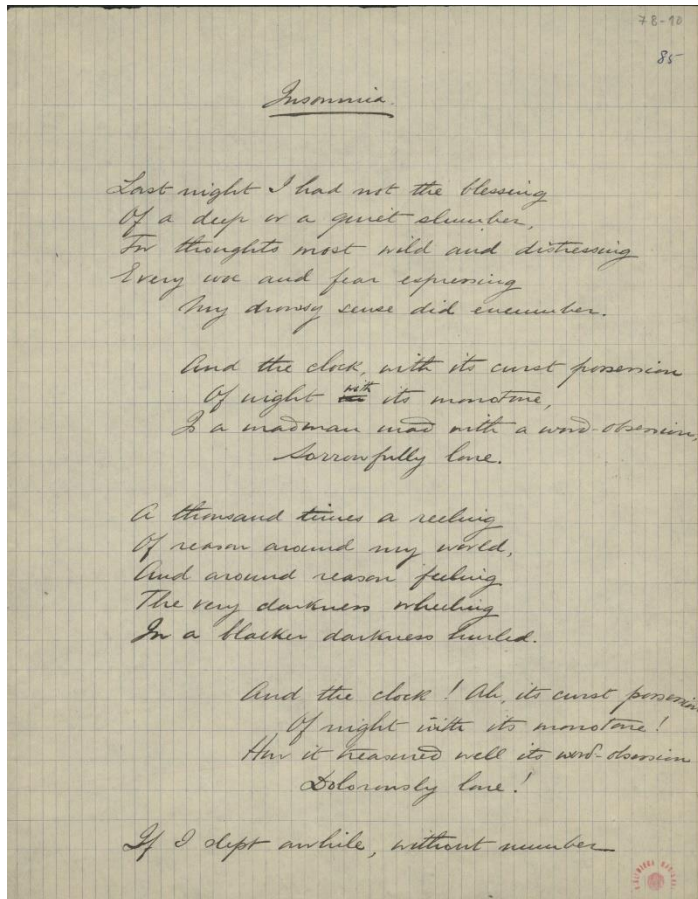 78-90
85
Insomnia.
Last night I had not the blessing
Of a deep or a quiet slumber,
For thoughts most wild and distressing
Every woe and fear expressing
My drowsy sense did encumber.
And the clock, with its curst possession
Of night with its monotone,
Is a madman mad with a word-obsession,
Sorrowfully lone.
A thousand times a reeling
Of reason around my world,
And around reason feeling
The very darkness wheeling
In a blacker darkness hurled.
And the clock! Ah, its curst possession
Of night with its monotone!
How it treasured well its word-obsession
Dolorously lone!
If I slept awhile, without number